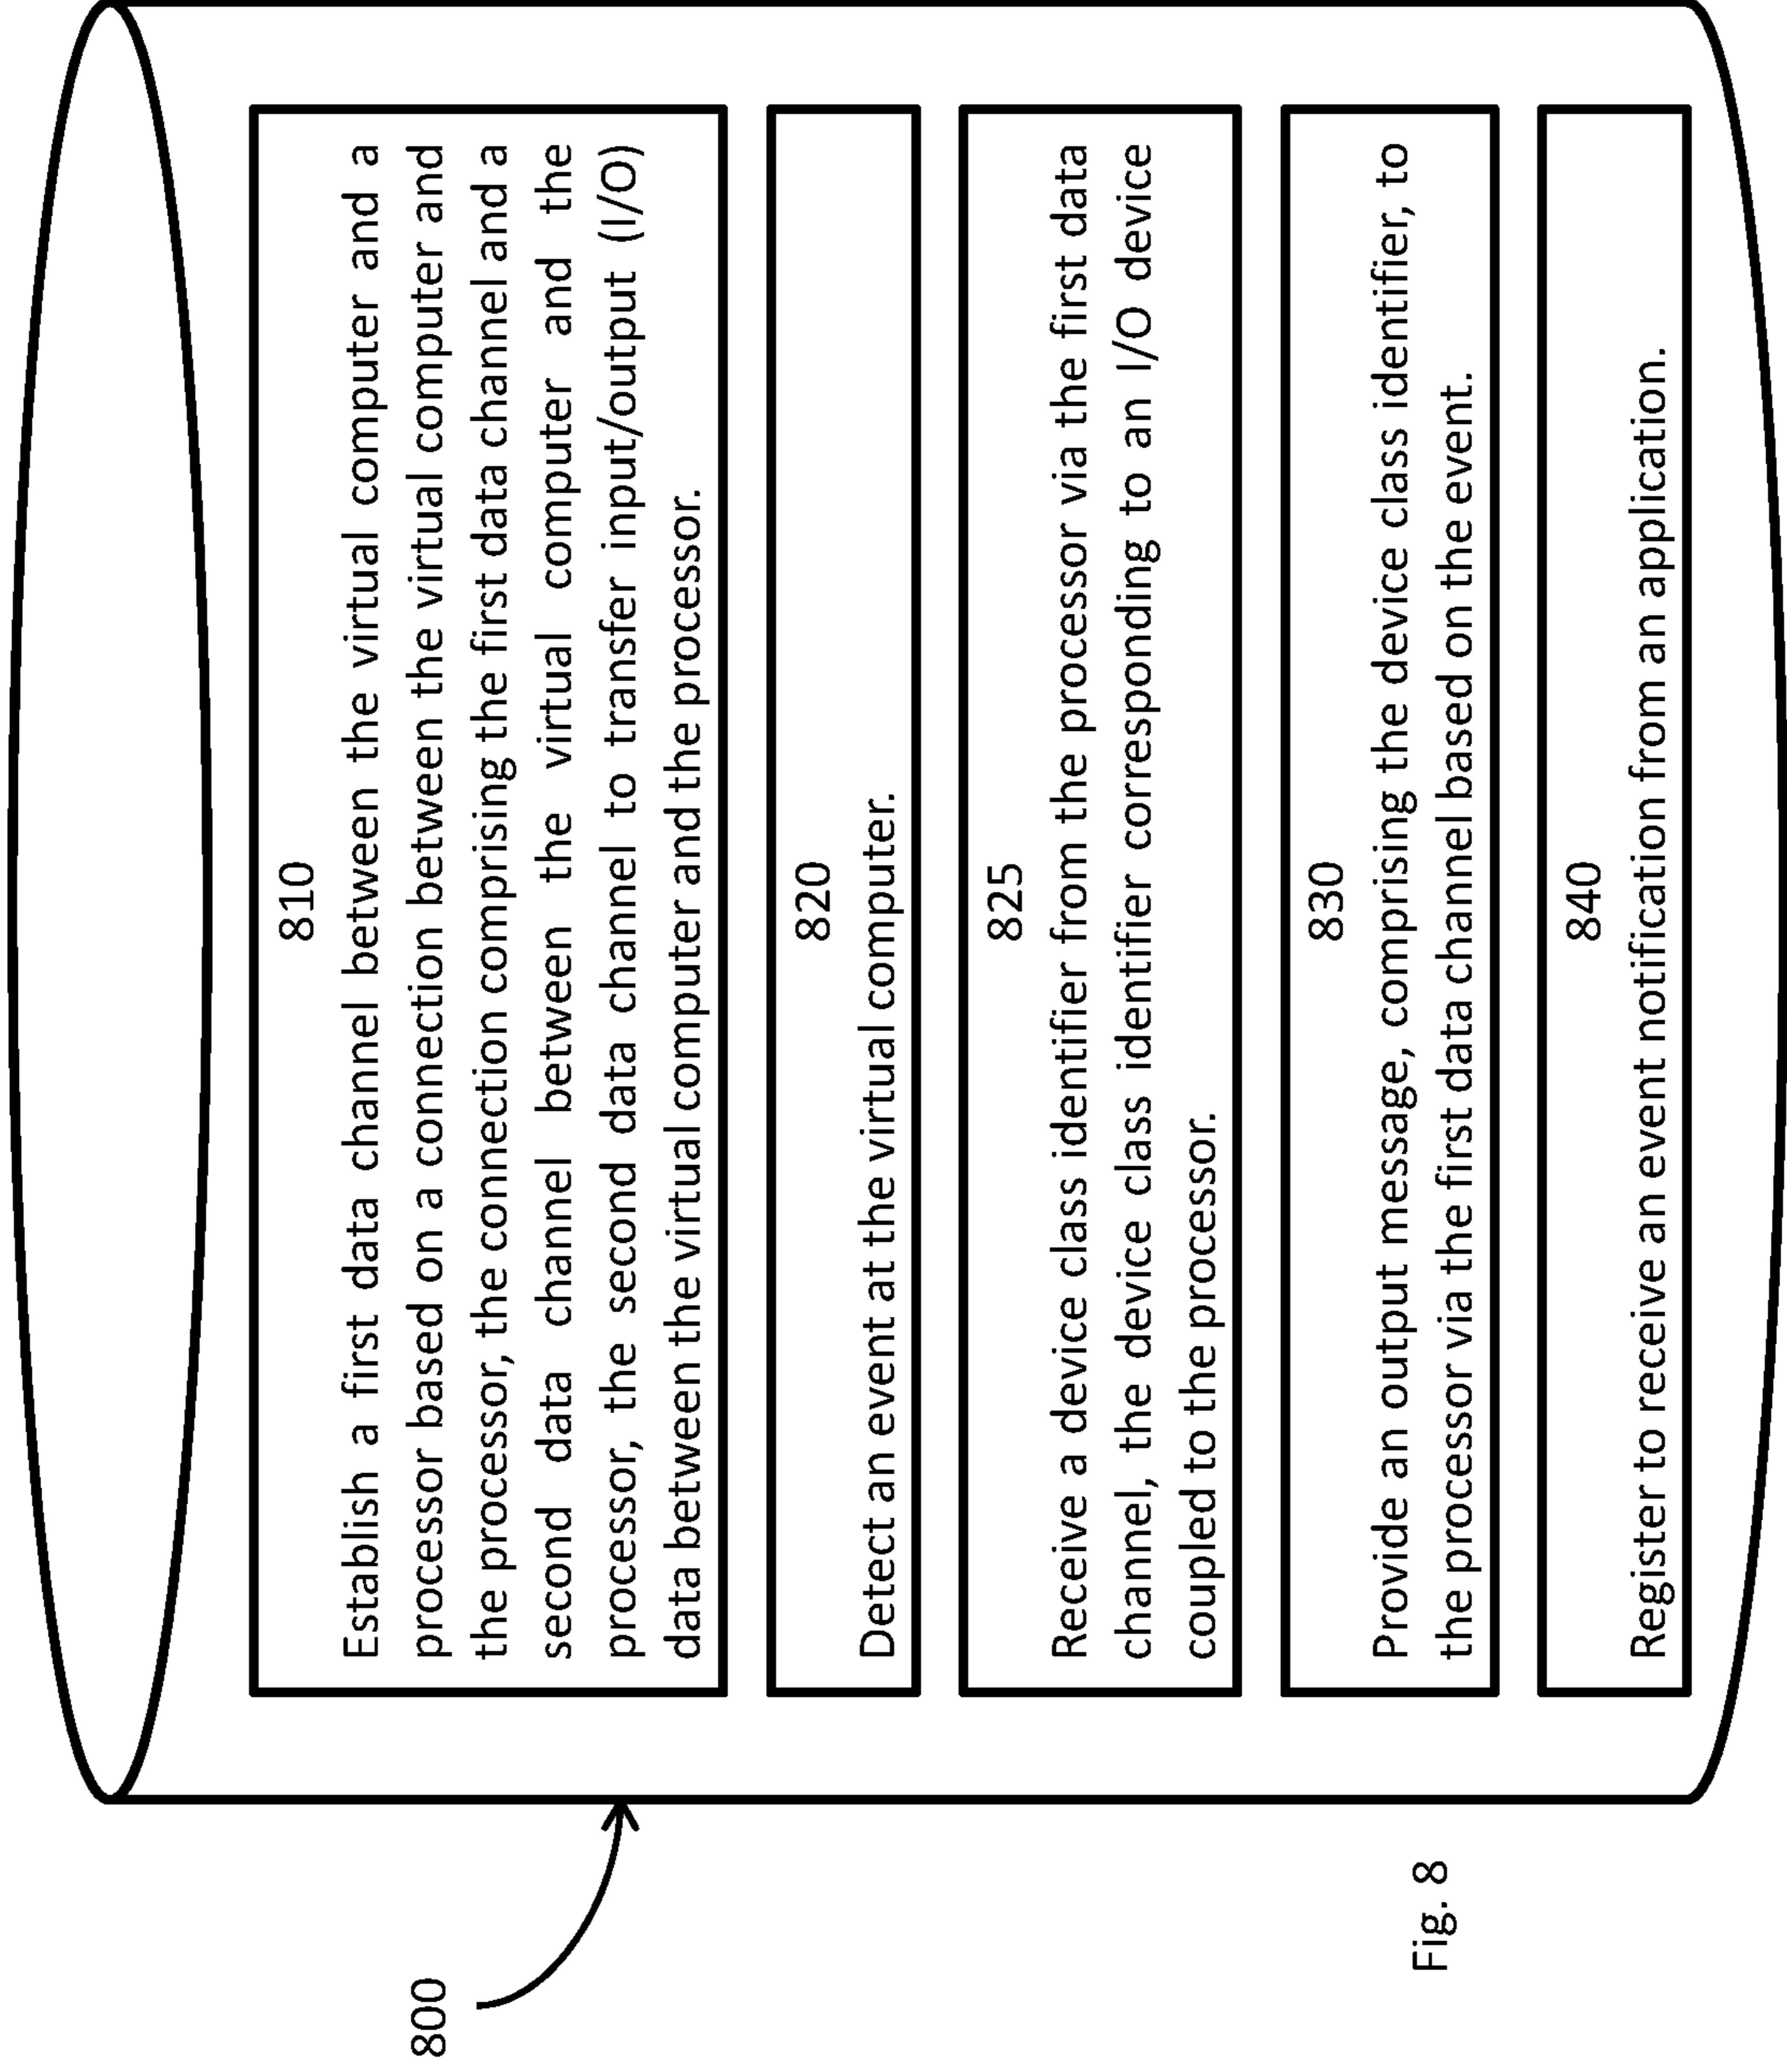 800
810
Establish a first data channel between the virtual computer and a
processor based on a connection between the virtual computer and
the processor, the connection comprising the first data channel and a
second data channel between the virtual computer and the
processor, the second data channel to transfer input/output (I/O)
data between the virtual computer and the processor.
820
Detect an event at the virtual computer.
825
Receive a device class identifier from the processor via the first data
channel, the device class identifier corresponding to an I/O device
coupled to the processor.
830
Provide an output message, comprising the device class identifier, to
the processor via the first data channel based on the event.
840
Register to receive an event notification from an application.
Fig. 8